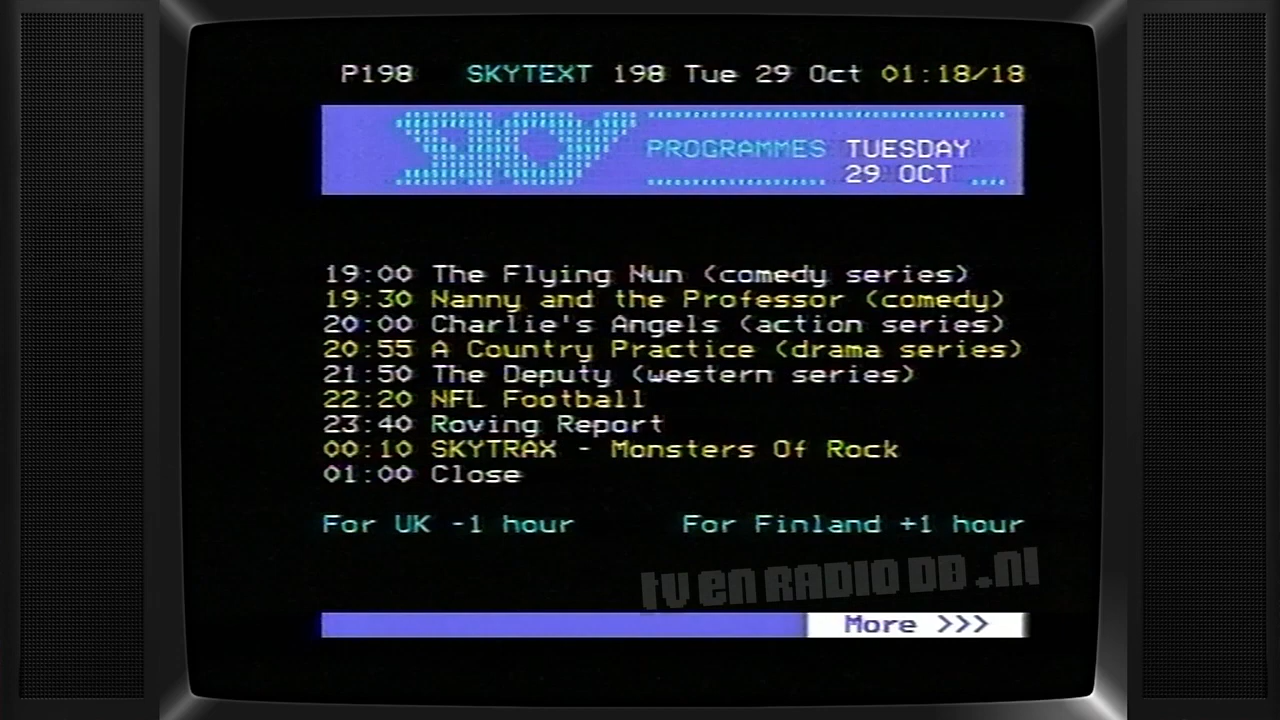 P198 SKYTEXT 198 Tue 29 Oct 01:18/18
SKY PROGRAMMES TUESDAY
29 OCT
19:00 The Flying Nun (comedy series)
19:30 Nanny and the Professor (comedy)
20:00 Charlie's Angels (action series)
20:55 A Country Practice (drama series)
21:50 The Deputy (western series)
22:20 NFL Football
23:40 Roving Report
00:10 SKYTRAX - Monsters Of Rock
01:00 Close
For UK -1 hour For Finland +1 hour
tv en RADIO DB .nl
More >>>